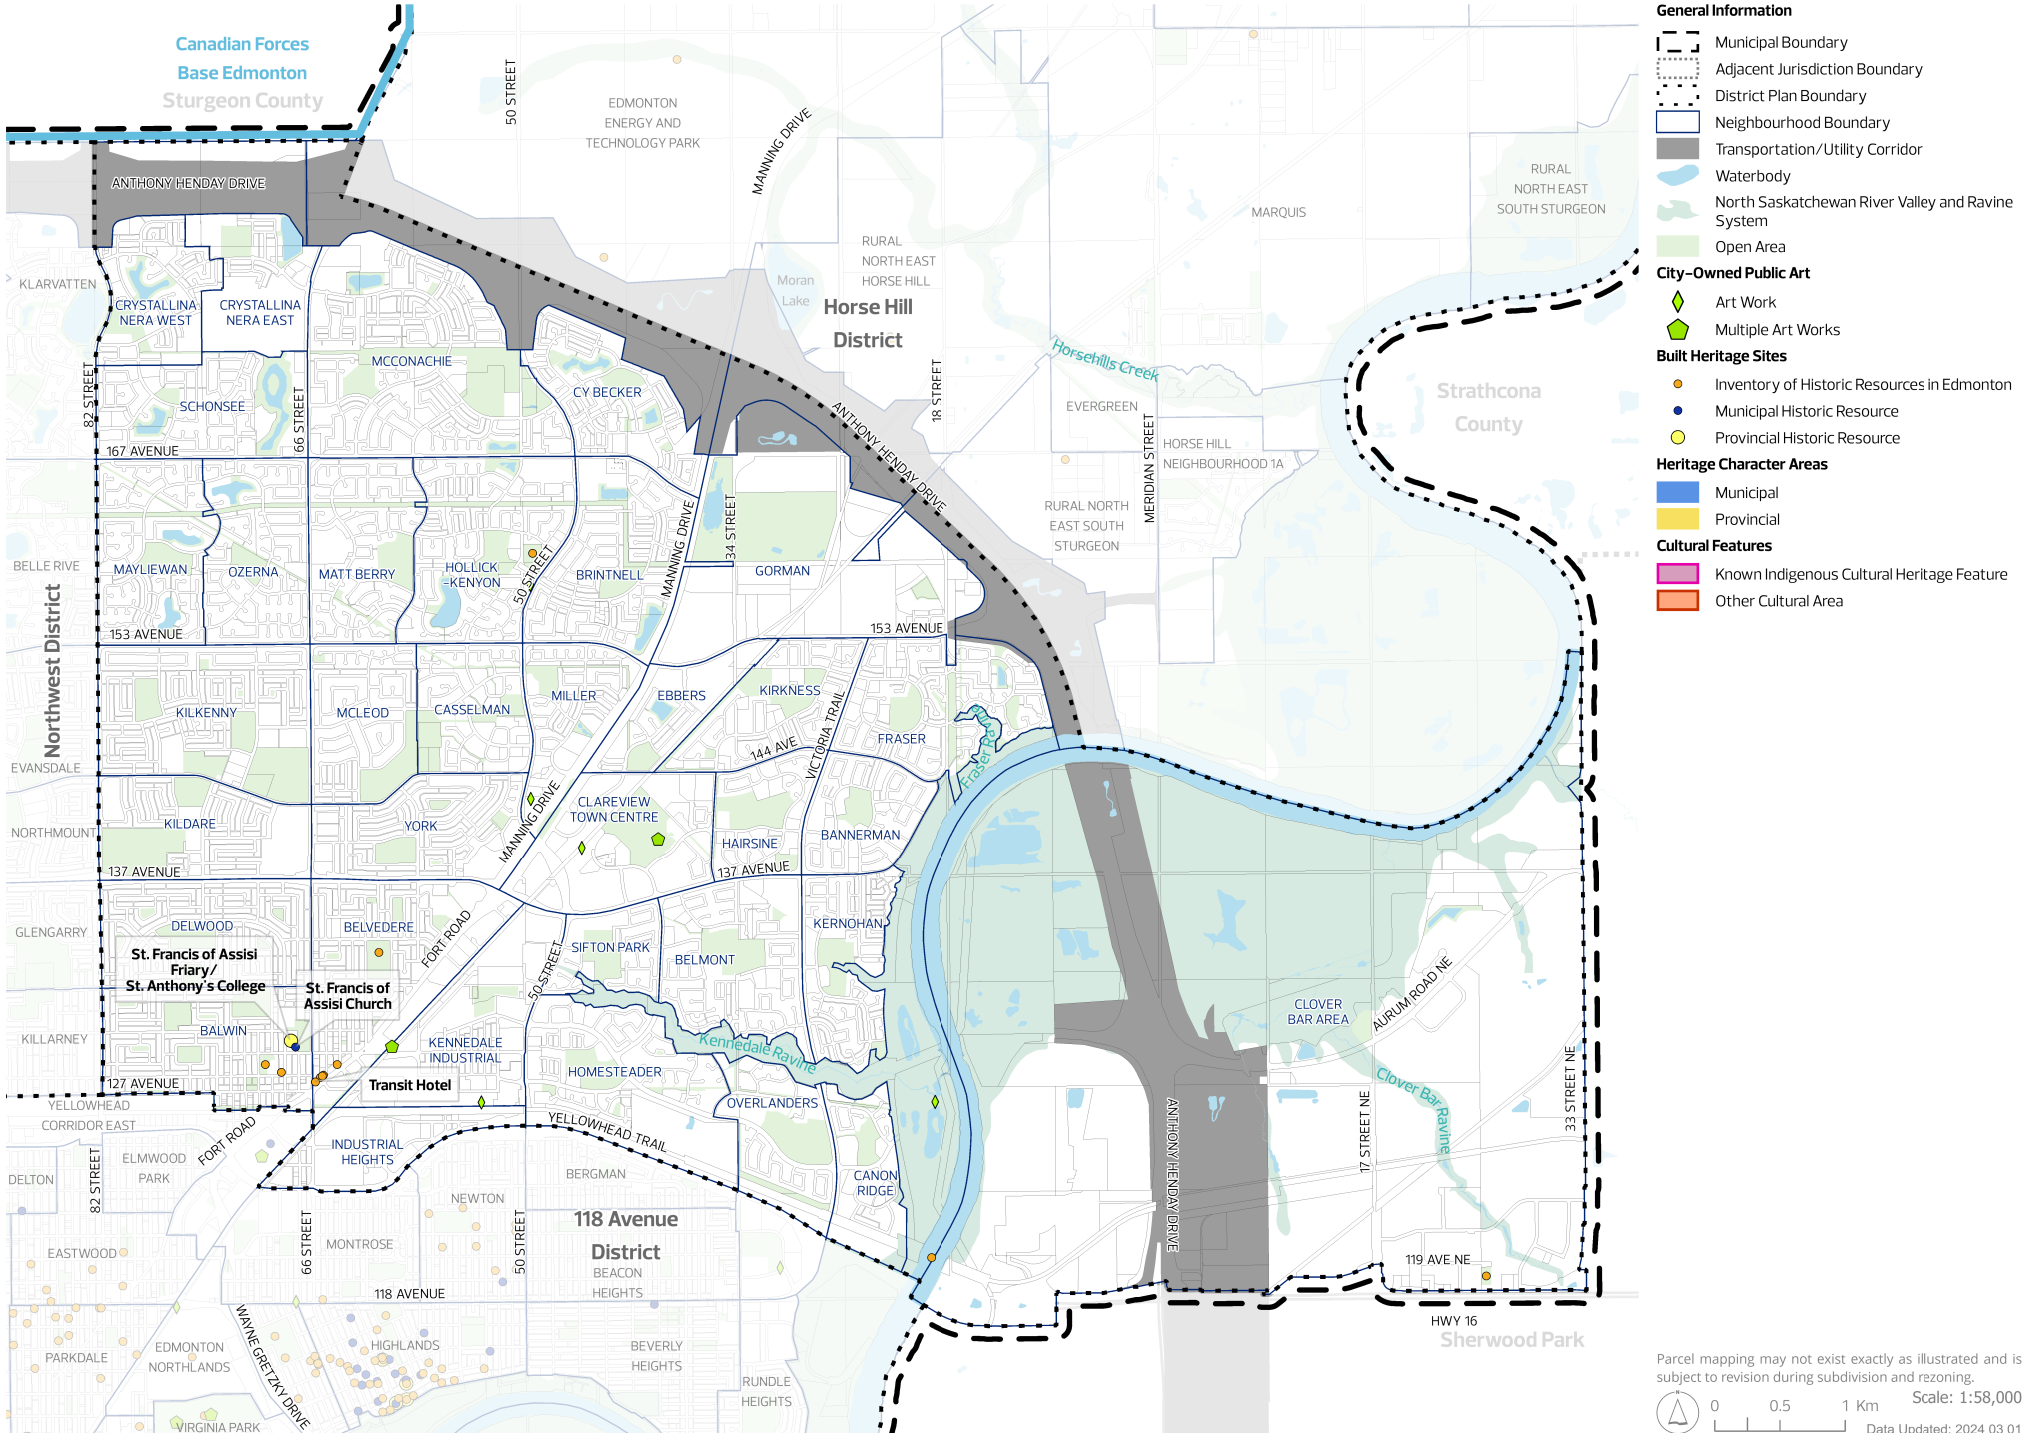 Canadian Forces
Base Edmonton
Sturgeon County
50 STREET
EDMONTON
ENERGY AND
TECHNOLOGY PARK
MANNING DRIVE
RURAL
NORTH EAST
SOUTH STURGEON
MARQUIS
ANTHONY HENDAY DRIVE
RURAL
NORTH EAST
HORSE HILL
Moran
Lake
Horse Hill
District
KLARVATTEN
CRYSTALLINA
NERA WEST
CRYSTALLINA
NERA EAST
MCCONACHIE
CY BECKER
SCHONSEE
82 STREET
66 STREET
18 STREET
Horsehills Creek
EVERGREEN
Strathcona
County
ANTHONY HENDAY DRIVE
MERIDIAN STREET
HORSE HILL
NEIGHBOURHOOD 1A
167 AVENUE
MANNING DRIVE
34 STREET
RURAL NORTH
EAST SOUTH
STURGEON
BELLE RIVE
MAYLIEWAN
OZERNA
MATT BERRY
HOLLICK
-KENYON
50 STREET
BRINTNELL
GORMAN
Northwest District
153 AVENUE
153 AVENUE
KILKENNY
MCLEOD
CASSELMAN
MILLER
EBBERS
KIRKNESS
VICTORIA TRAIL
FRASER
Fraser Ravine
144 AVE
EVANSDALE
NORTHMOUNT
KILDARE
YORK
MANNING DRIVE
CLAREVIEW
TOWN CENTRE
HAIRSINE
BANNERMAN
137 AVENUE
137 AVENUE
GLENGARRY
DELWOOD
BELVEDERE
FORT ROAD
50 STREET
SIFTON PARK
BELMONT
KERNOHAN
St. Francis of Assisi
Friary/
St. Anthony's College
St. Francis of
Assisi Church
CLOVER
BAR AREA
AURUM ROAD NE
KILLARNEY
BALWIN
KENNEDALE
INDUSTRIAL
Kennedale Ravine
HOMESTEADER
OVERLANDERS
Clover Bar Ravine
33 STREET NE
17 STREET NE
127 AVENUE
Transit Hotel
YELLOWHEAD
CORRIDOR EAST
FORT ROAD
INDUSTRIAL
HEIGHTS
YELLOWHEAD TRAIL
ANTHONY HENDAY DRIVE
DELTON
ELMWOOD
PARK
82 STREET
BERGMAN
CANON
RIDGE
NEWTON
118 Avenue
District
EASTWOOD
66 STREET
MONTROSE
50 STREET
BEACON
HEIGHTS
119 AVE NE
118 AVENUE
HWY 16
Sherwood Park
WAYNE GRETZKY DRIVE
PARKDALE
EDMONTON
NORTHLANDS
HIGHLANDS
BEVERLY
HEIGHTS
RUNDLE
HEIGHTS
VIRGINIA PARK
General Information
Municipal Boundary
Adjacent Jurisdiction Boundary
District Plan Boundary
Neighbourhood Boundary
Transportation/Utility Corridor
Waterbody
North Saskatchewan River Valley and Ravine
System
Open Area
City-Owned Public Art
Art Work
Multiple Art Works
Built Heritage Sites
Inventory of Historic Resources in Edmonton
Municipal Historic Resource
Provincial Historic Resource
Heritage Character Areas
Municipal
Provincial
Cultural Features
Known Indigenous Cultural Heritage Feature
Other Cultural Area
Parcel mapping may not exist exactly as illustrated and is
subject to revision during subdivision and rezoning.
Scale: 1:58,000
N
0 0.5 1 Km
Data Updated: 2024 03 01